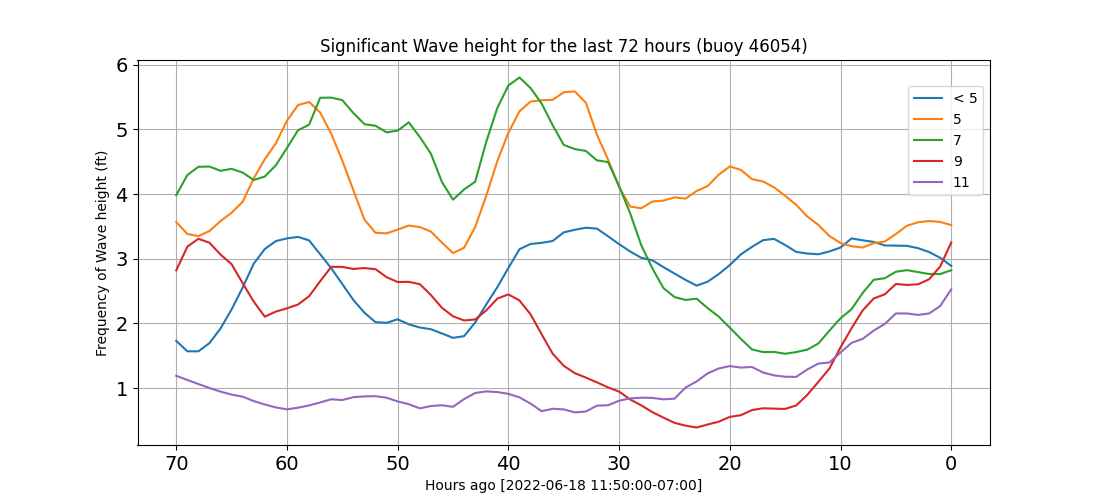 Significant Wave height for the last 72 hours (buoy 46054)
Frequency of Wave height (ft)
6
5
4
3
2
1
< 5
5
7
9
11
70 60 50 40 30 20 10 0
Hours ago [2022-06-18 11:50:00-07:00]